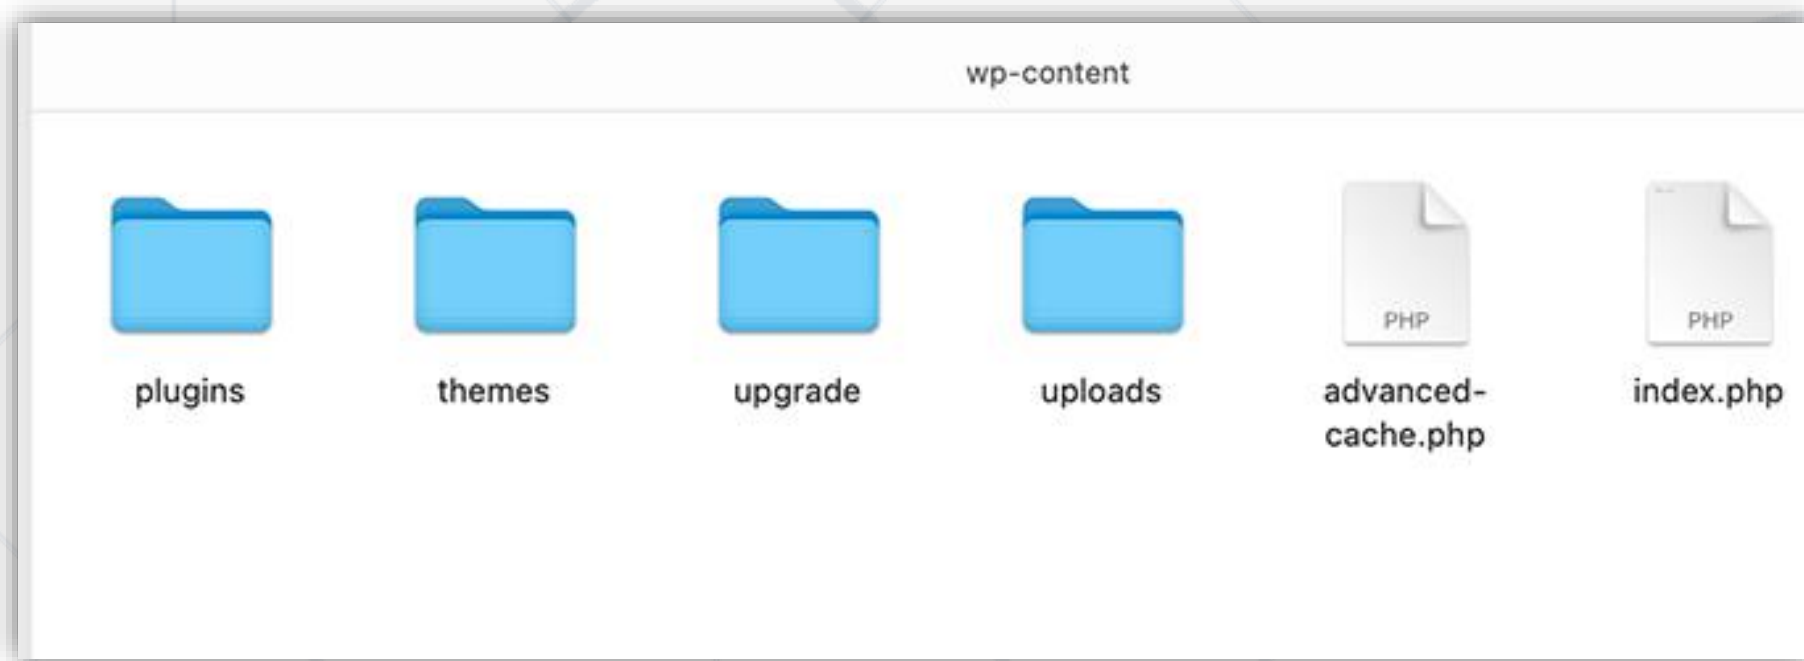 wp-content
PHP
PHP
plugins
themes
upgrade
uploads
advanced-
cache.php
index.php